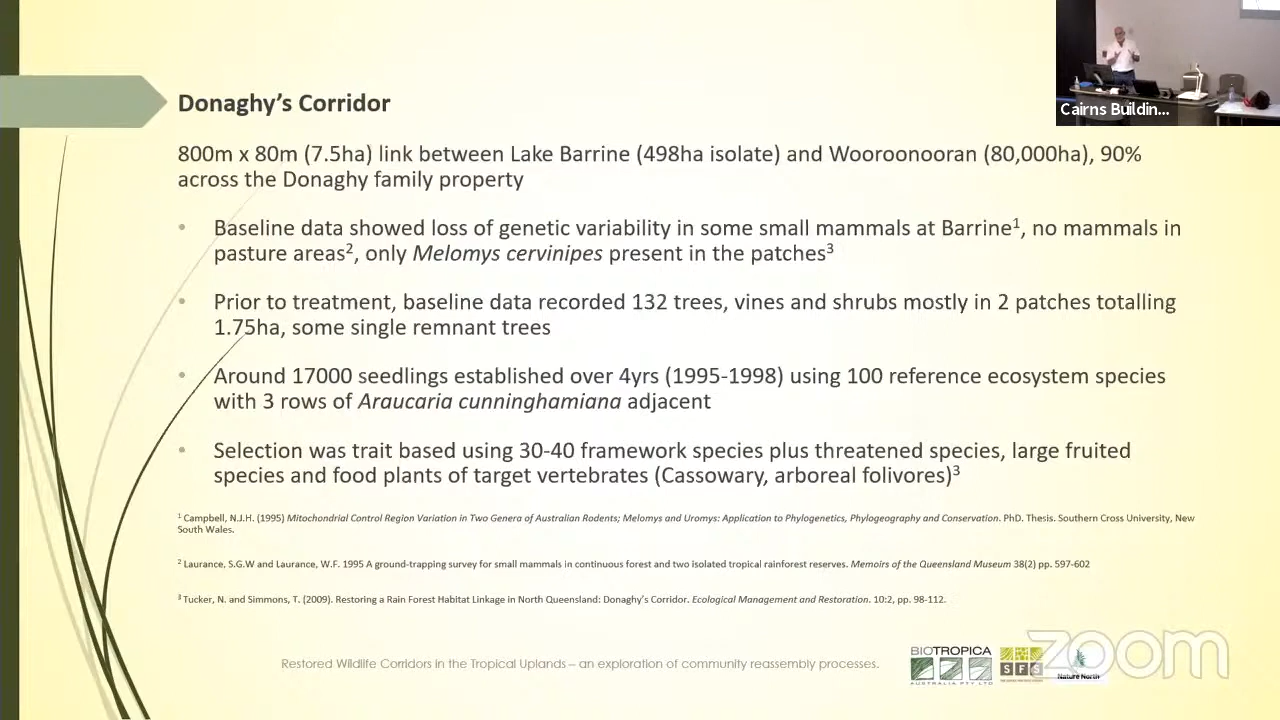 Cairns Buildin...
Donaghy's Corridor
800m x 80m (7.5ha) link between Lake Barrine (498ha isolate) and Wooroonooran (80,000ha), 90%
across the Donaghy family property
• Baseline data showed loss of genetic variability in some small mammals at Barrine¹, no mammals in
pasture areas², only Melomys cervinipes present in the patches³
• Prior to treatment, baseline data recorded 132 trees, vines and shrubs mostly in 2 patches totalling
1.75ha, some single remnant trees
• Around 17000 seedlings established over 4yrs (1995-1998) using 100 reference ecosystem species
with 3 rows of Araucaria cunninghamiana adjacent
• Selection was trait based using 30-40 framework species plus threatened species, large fruited
species and food plants of target vertebrates (Cassowary, arboreal folivores)³
¹ Campbell, N.J.H. (1995) Mitochondrial Control Region Variation in Two Genera of Australian Rodents; Melomys and Uromys: Application to Phylogenetics, Phylogeography and Conservation. PhD. Thesis. Southern Cross University, New
South Wales.
² Laurance, S.G.W and Laurance, W.F. 1995 A ground-trapping survey for small mammals in continuous forest and two isolated tropical rainforest reserves. Memoirs of the Queensland Museum 38(2) pp. 597-602
³ Tucker, N. and Simmons, T. (2009). Restoring a Rain Forest Habitat Linkage in North Queensland: Donaghy's Corridor. Ecological Management and Restoration. 10:2, pp. 98-112.
Restored Wildlife Corridors in the Tropical Uplands – an exploration of community reassembly processes.
BIOTROPICA
AUSTRALIA PTY LTD
SFS
Nature North
zoom